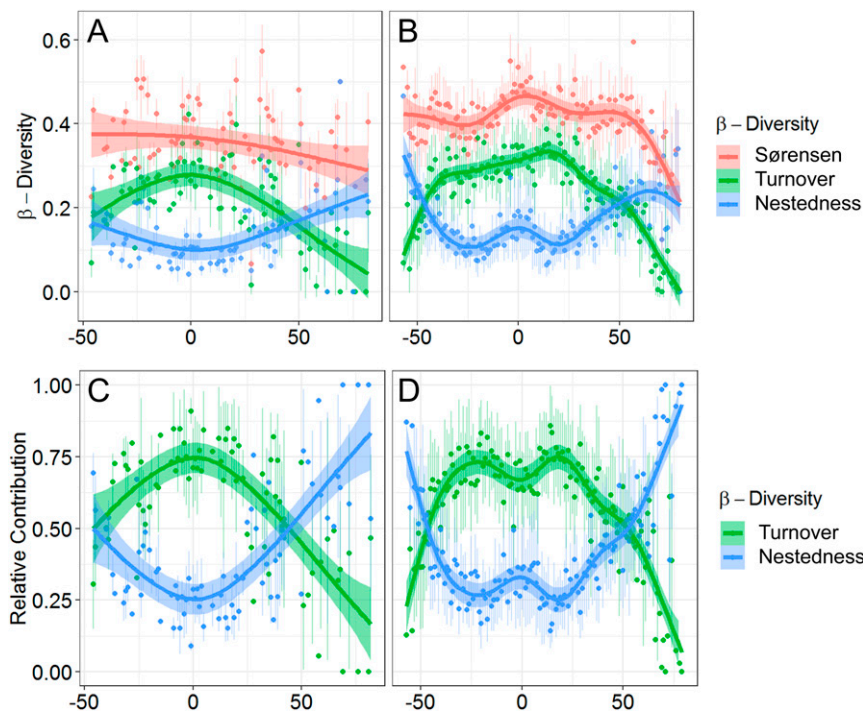 A
B
0.6
0.4
0.2
0.0
β – Diversity
-50
0
50
-50
0
50
β – Diversity
Sørensen
Turnover
Nestedness
C
D
1.00
0.75
0.50
0.25
0.00
Relative Contribution
-50
0
50
-50
0
50
β – Diversity
Turnover
Nestedness